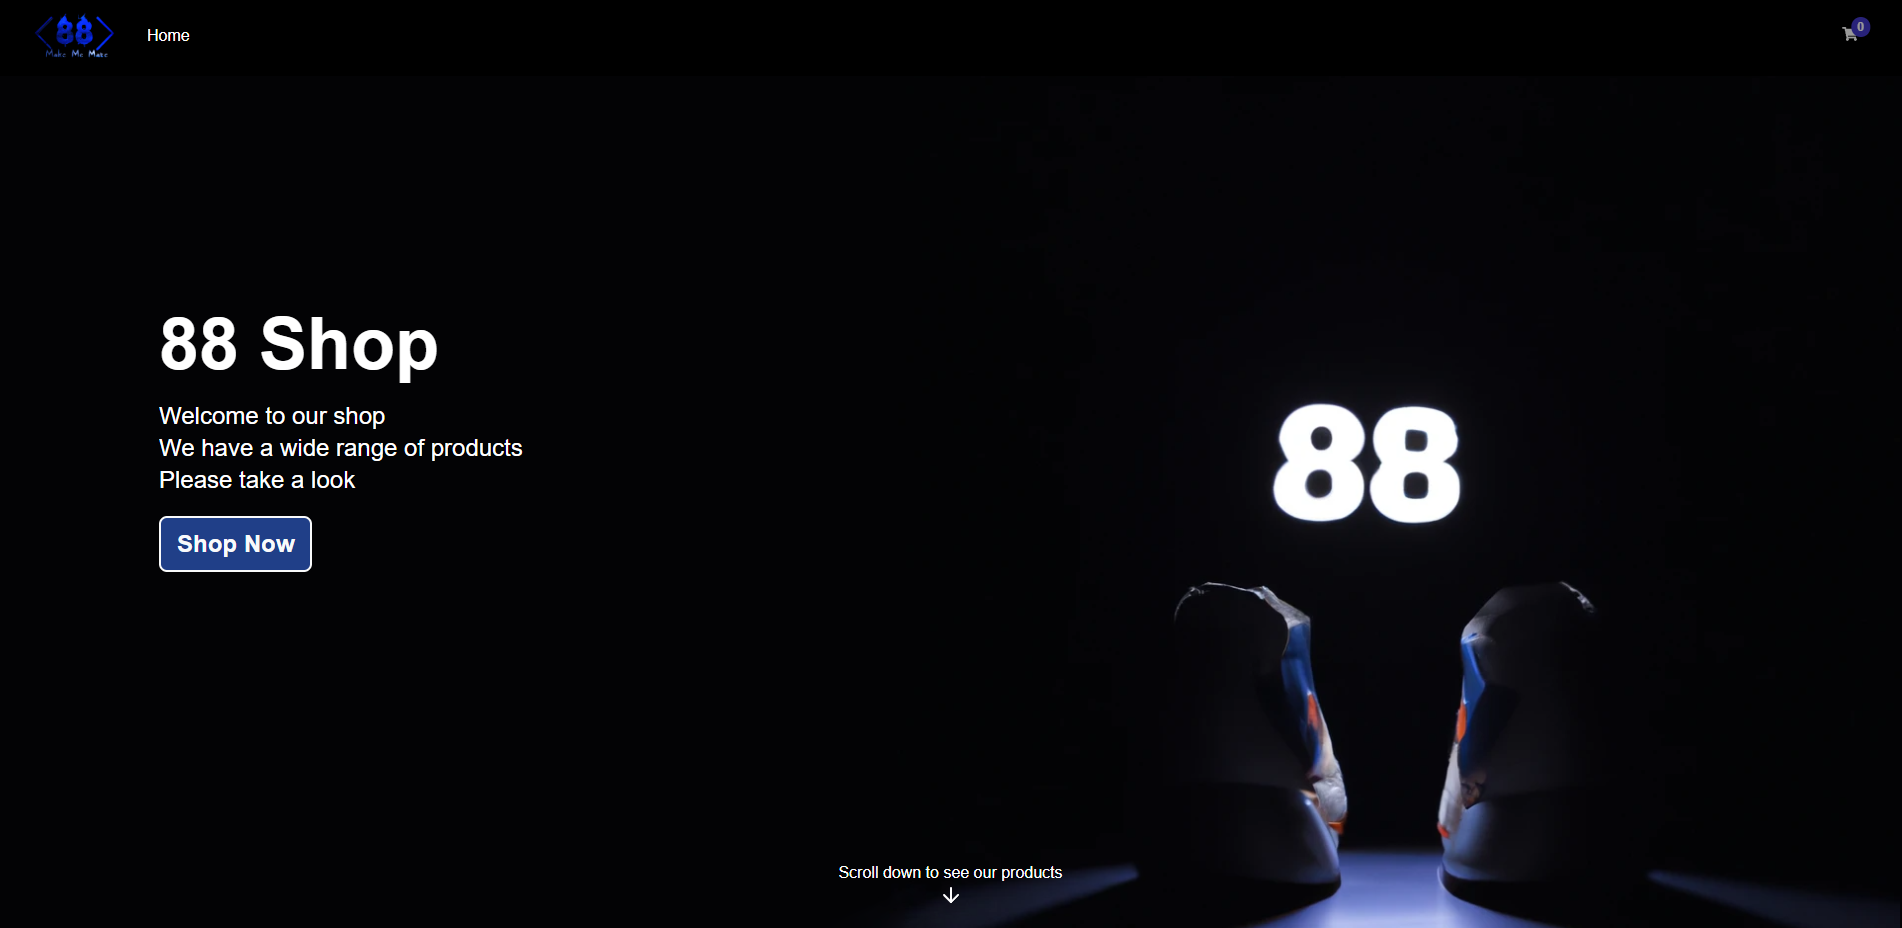 88
Make Me Mate
Home
0
88 Shop
Welcome to our shop
We have a wide range of products
Please take a look
Shop Now
88
Scroll down to see our products